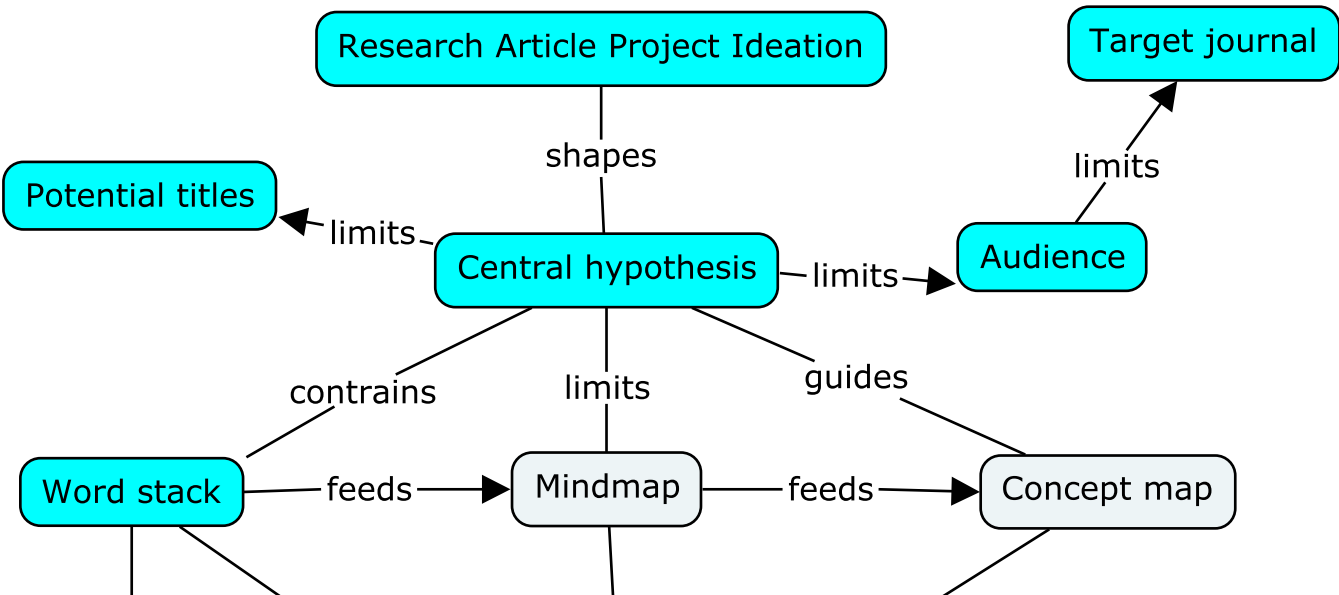 Research Article Project Ideation
Target journal
shapes
limits
Potential titles
limits
Central hypothesis
limits
Audience
contrains
limits
guides
Word stack
feeds
Mindmap
feeds
Concept map